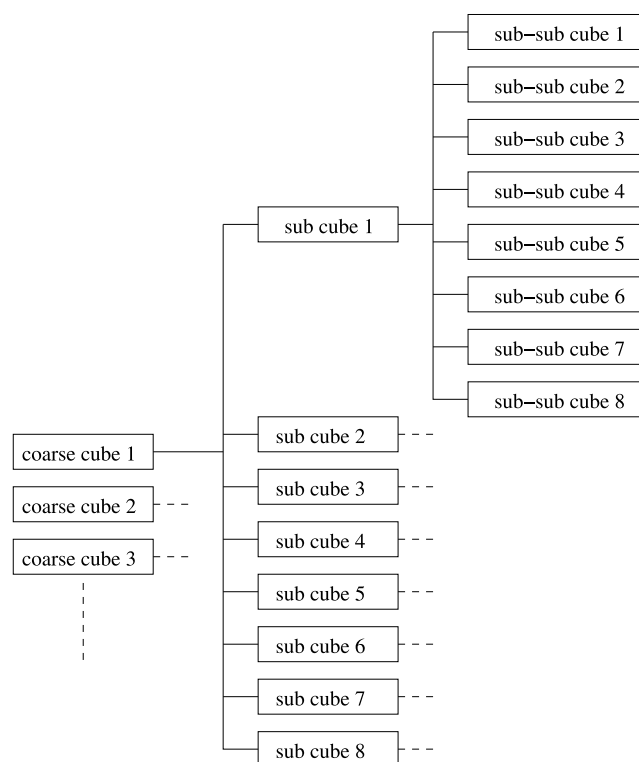 sub−sub cube 1
sub−sub cube 2
sub−sub cube 3
sub−sub cube 4
sub cube 1
sub−sub cube 5
sub−sub cube 6
sub−sub cube 7
sub−sub cube 8
sub cube 2
coarse cube 1
sub cube 3
coarse cube 2
sub cube 4
coarse cube 3
sub cube 5
sub cube 6
sub cube 7
sub cube 8